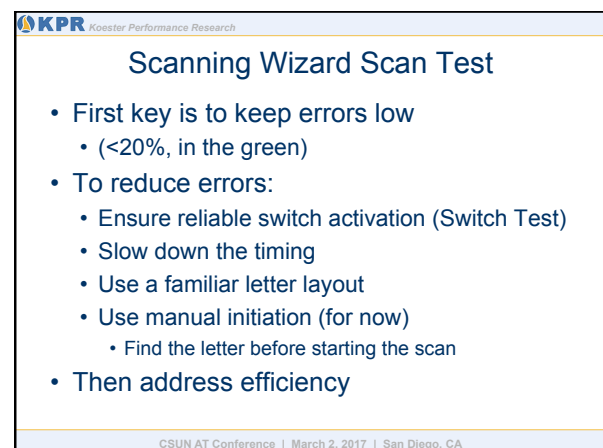 KPR Koester Performance Research
Scanning Wizard Scan Test
• First key is to keep errors low
• (<20%, in the green)
• To reduce errors:
• Ensure reliable switch activation (Switch Test)
• Slow down the timing
• Use a familiar letter layout
• Use manual initiation (for now)
• Find the letter before starting the scan
• Then address efficiency
CSUN AT Conference | March 2, 2017 | San Diego, CA